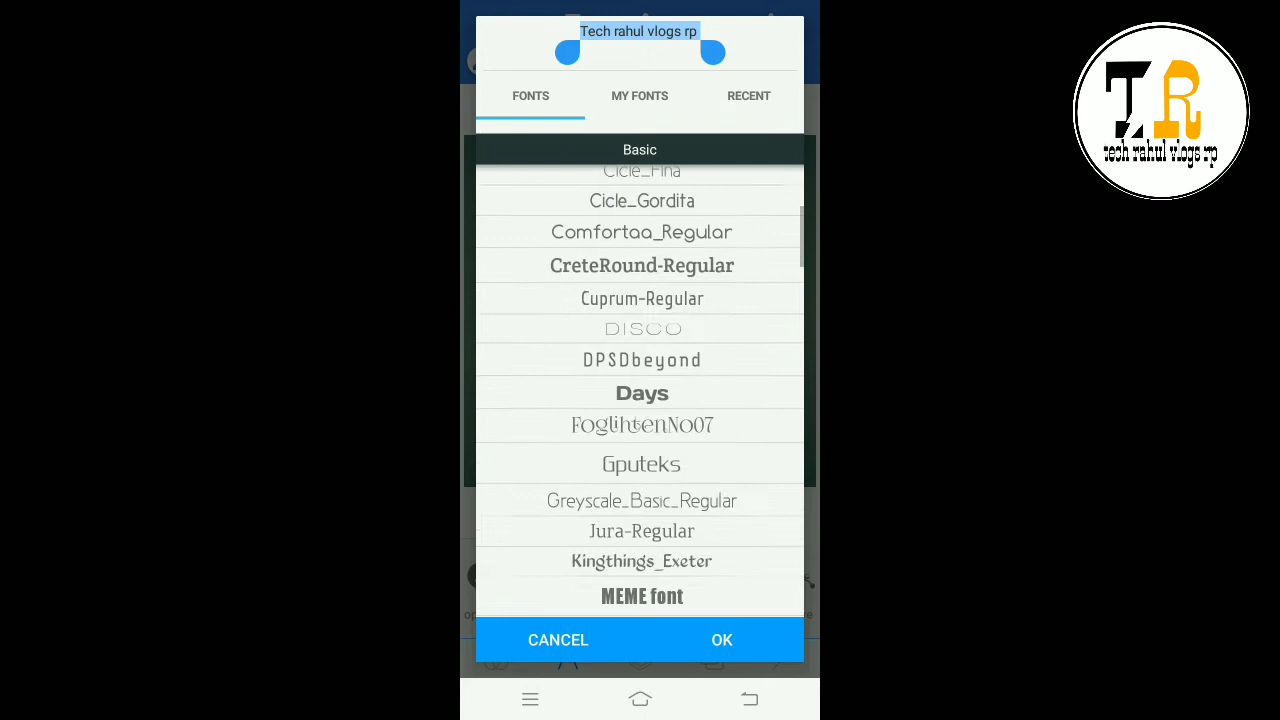 Tech rahul vlogs rp
FONTS
MY FONTS
RECENT
Basic
Cicle_Fina
Cicle_Gordita
Comfortaa_Regular
CreteRound-Regular
Cuprum-Regular
DISCO
DPSDbeyond
Days
FoglihtenNo07
Gputeks
Greyscale_Basic_Regular
Jura-Regular
Kingthings_Exeter
MEME font
CANCEL
OK
TR
tech rahul vlogs rp